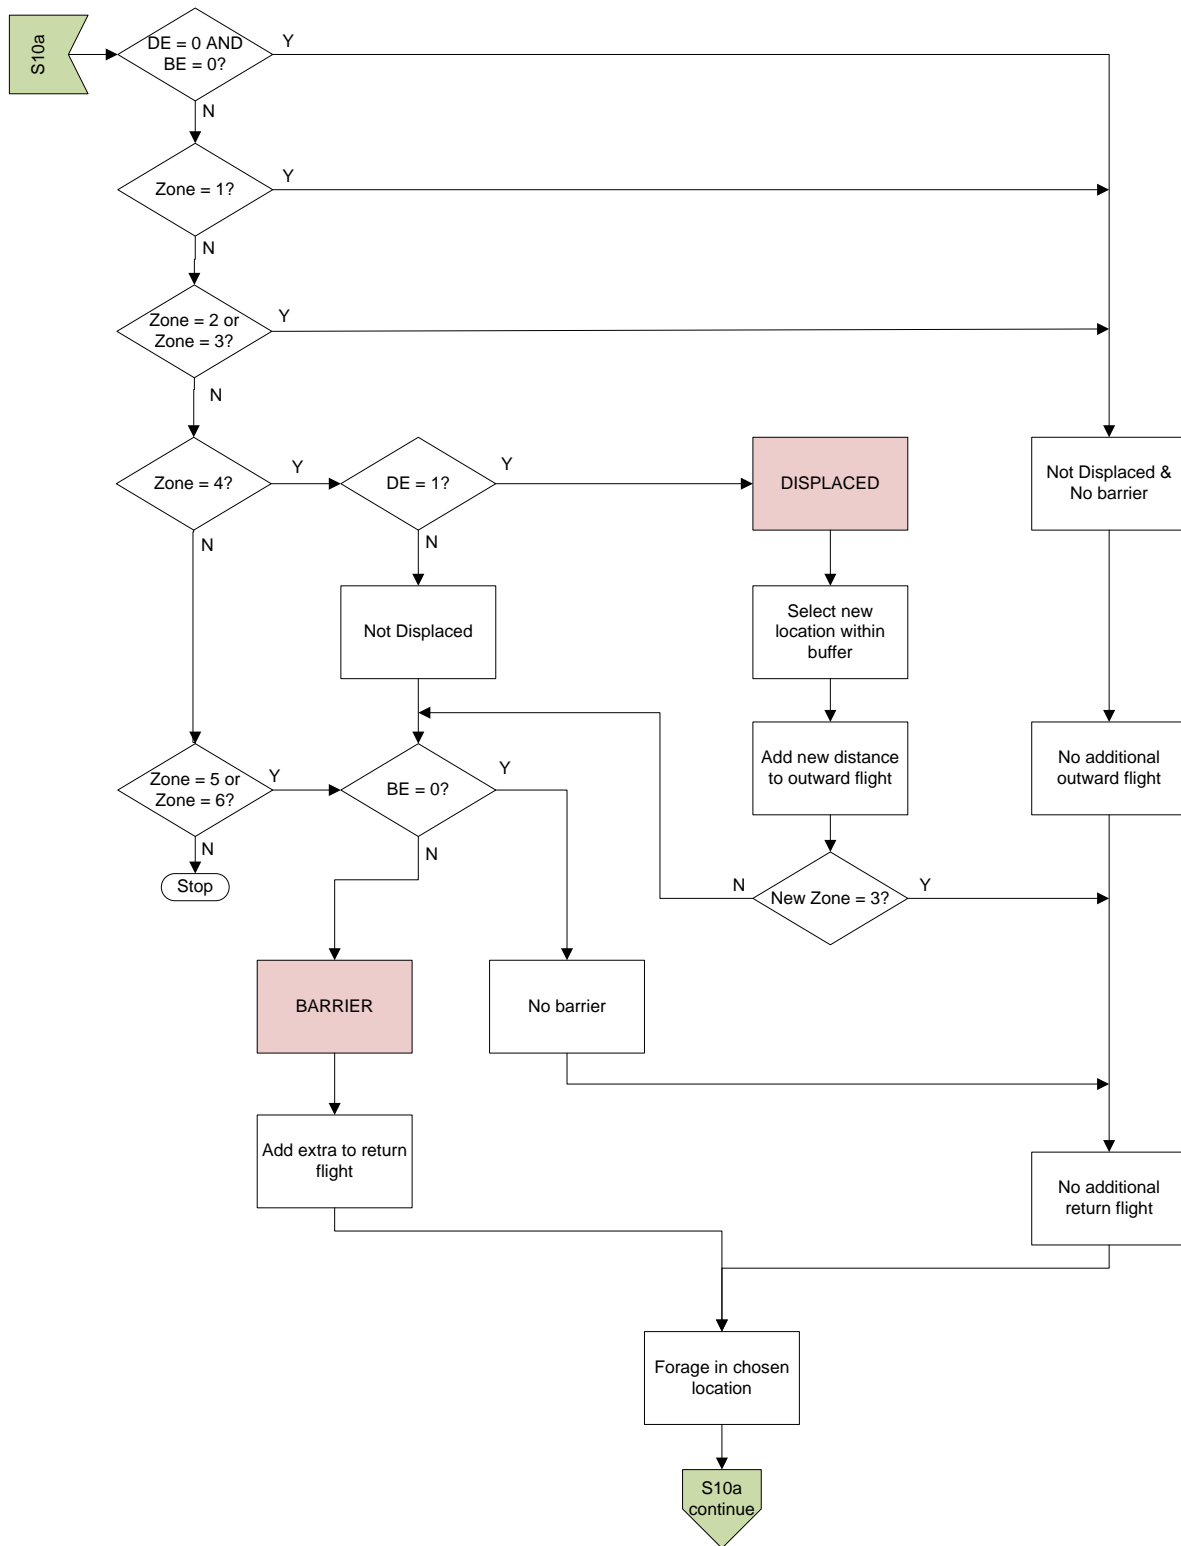 S10a
DE = 0 AND
BE = 0?
Y
N
Zone = 1?
Y
N
Zone = 2 or
Zone = 3?
Y
N
Zone = 4?
Y
N
DE = 1?
Y
N
DISPLACED
Not Displaced &
No barrier
Not Displaced
Select new
location within
buffer
Zone = 5 or
Zone = 6?
Y
N
Stop
BE = 0?
Y
N
Add new distance
to outward flight
No additional
outward flight
New Zone = 3?
N
Y
BARRIER
No barrier
Add extra to return
flight
No additional
return flight
Forage in chosen
location
S10a
continue